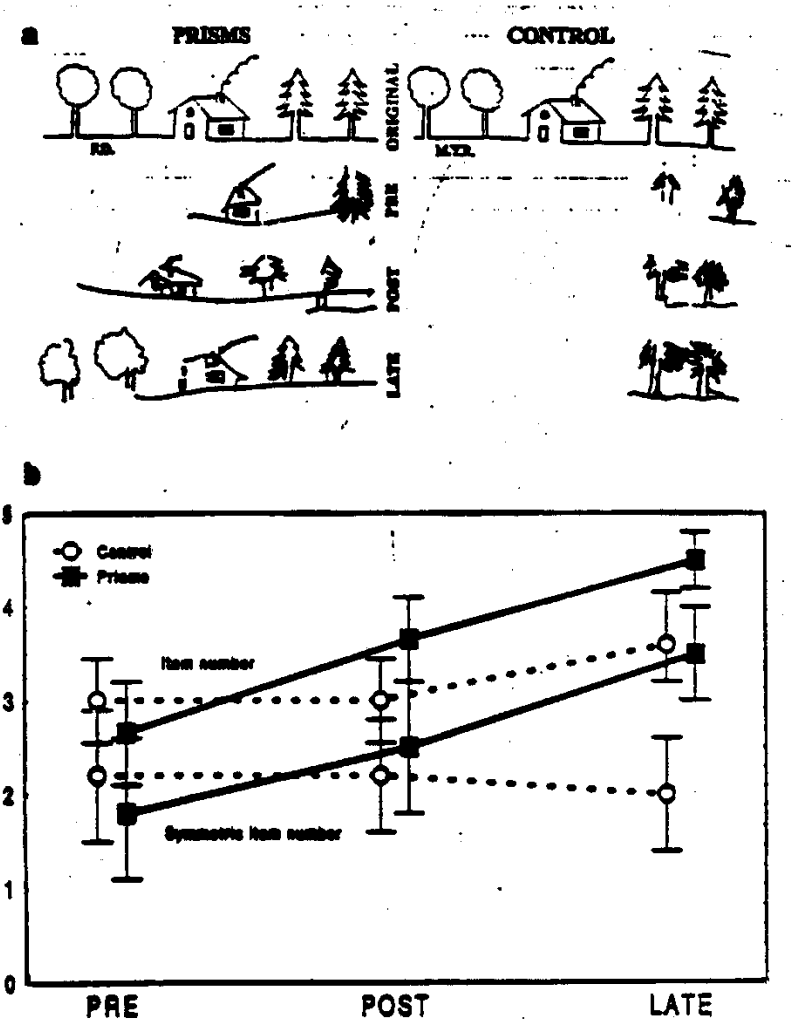 a
PRISMS
CONTROL
ORIGINAL
F.D.
M.Y.R.
PRE
POST
LATE
b
5
Control
Prisms
4
Item number
3
2
Symmetric item number
1
0
PRE
POST
LATE